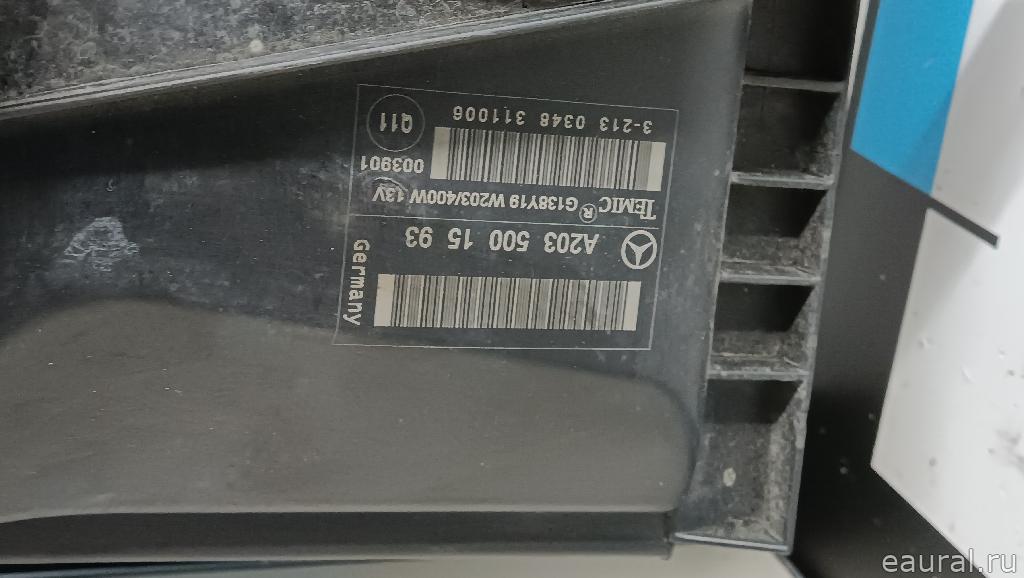 A203 500 15 93
Germany
TEMIC ® G138Y19 W203/400W 13V
003901
Q11
3-213 0348 311006
eaural.ru